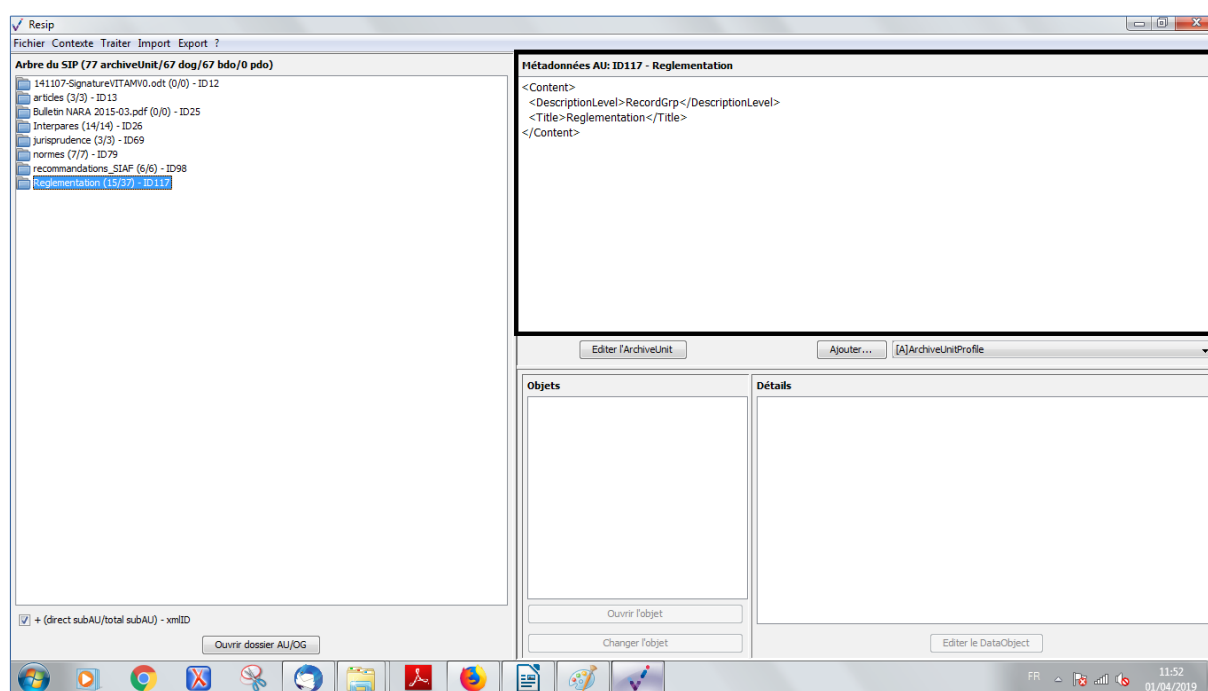 Resip
Fichier Contexte Traiter Import Export ?
Arbre du SIP (77 archiveUnit/67 dog/67 bdo/0 pdo)
141107-SignatureVITAMV0.odt (0/0) - ID12
articles (3/3) - ID13
Bulletin NARA 2015-03.pdf (0/0) - ID25
Interpares (14/14) - ID26
jurisprudence (3/3) - ID69
normes (7/7) - ID79
recommandations_SIAF (6/6) - ID98
Reglementation (15/37) - ID117
+ (direct subAU/total subAU) - xmlID
Ouvrir dossier AU/OG
Métadonnées AU: ID117 - Reglementation
<Content>
<DescriptionLevel>RecordGrp</DescriptionLevel>
<Title>Reglementation</Title>
</Content>
Editer l'ArchiveUnit
Ajouter...
[A]ArchiveUnitProfile
Objets
Détails
Ouvrir l'objet
Changer l'objet
Editer le DataObject
FR
11:52
01/04/2019